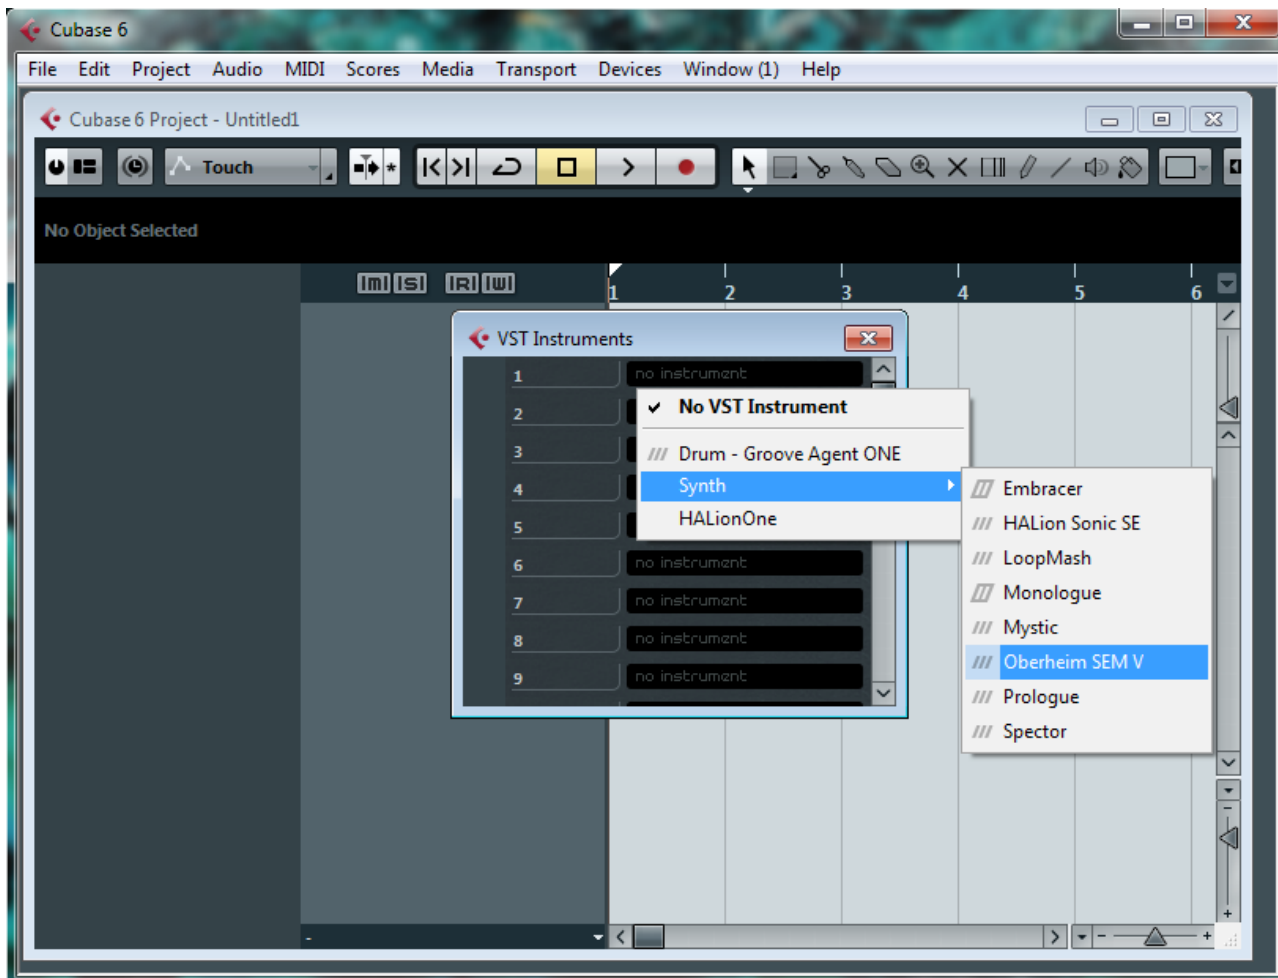 Cubase 6
File Edit Project Audio MIDI Scores Media Transport Devices Window (1) Help
Cubase 6 Project - Untitled1
Touch
No Object Selected
m s R W
1 2 3 4 5 6
VST Instruments
1 no instrument
2
3
4
5
6 no instrument
7 no instrument
8 no instrument
9 no instrument
No VST Instrument
Drum - Groove Agent ONE
Synth
HALionOne
Embracer
HALion Sonic SE
LoopMash
Monologue
Mystic
Oberheim SEM V
Prologue
Spector